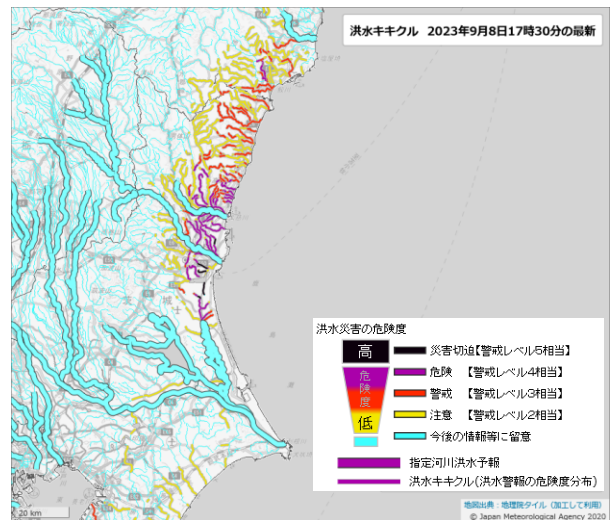 洪水キキクル 2023年9月8日17時30分の最新
洪水災害の危険度
高
危険度
低
災害切迫【警戒レベル5相当】
危険 【警戒レベル4相当】
警戒 【警戒レベル3相当】
注意 【警戒レベル2相当】
今後の情報等に留意
指定河川洪水予報
洪水キキクル(洪水警報の危険度分布)
20 km
地図出典:地理院タイル(加工して利用)
© Japan Meteorological Agency 2020